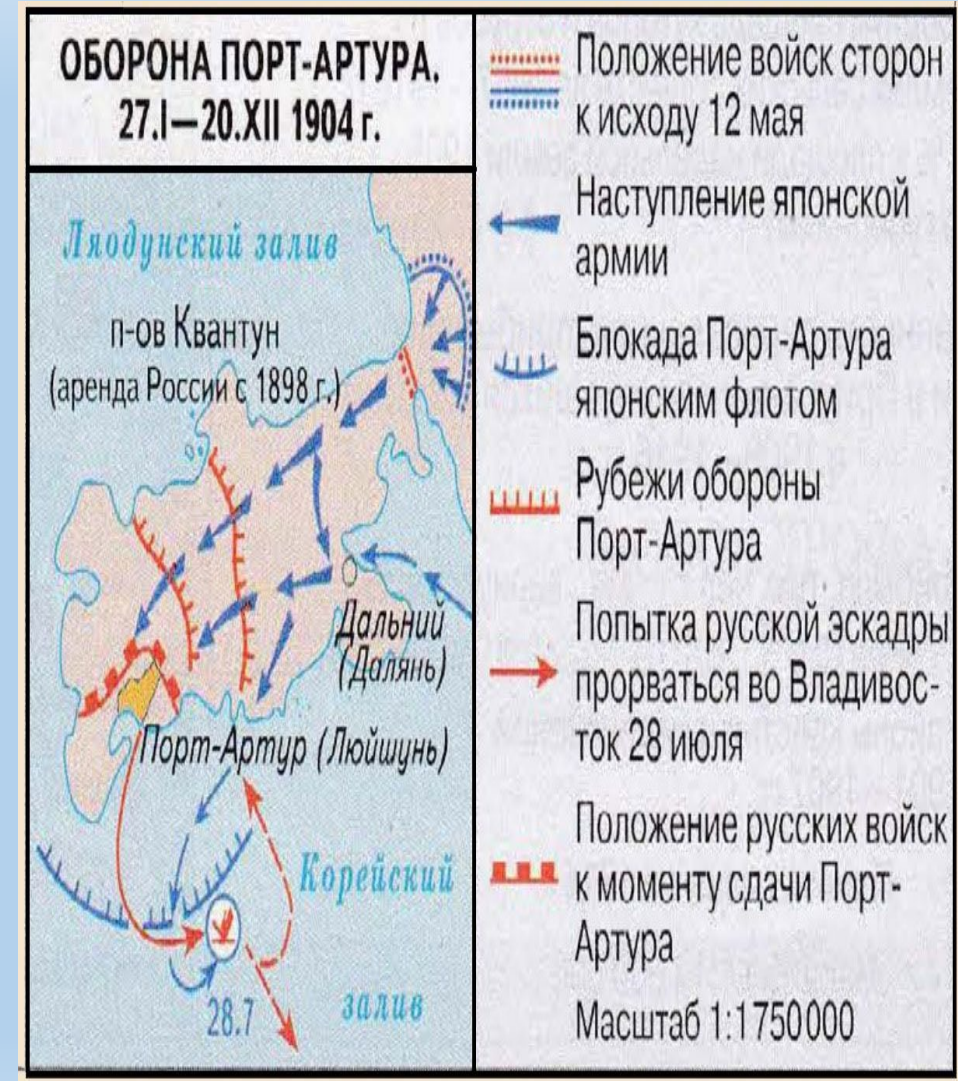 ОБОРОНА ПОРТ-АРТУРА.
27.I—20.XII 1904 г.
Ляодунский залив
п-ов Квантун
(аренда России с 1898 г.)
Дальний
(Далянь)
Порт-Артур (Люйшунь)
Корейский
залив
28.7
Положение войск сторон
к исходу 12 мая
Наступление японской
армии
Блокада Порт-Артура
японским флотом
Рубежи обороны
Порт-Артура
Попытка русской эскадры
прорваться во Владивос-
ток 28 июля
Положение русских войск
к моменту сдачи Порт-
Артура
Масштаб 1:1750000